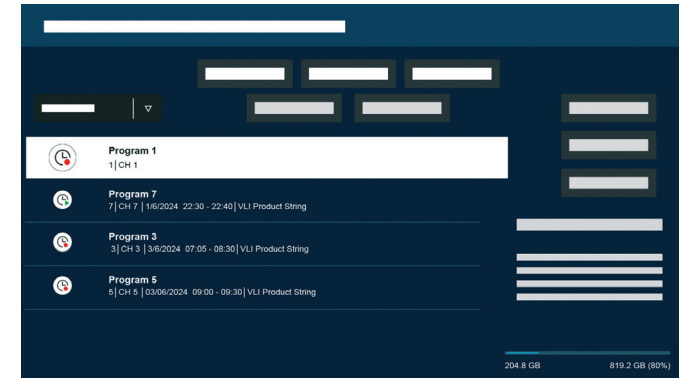 Program 1
1| CH 1
Program 7
7| CH 7 | 1/6/2024 22:30 - 22:40| VLI Product String
Program 3
3| CH 3 | 3/6/2024 07:05 - 08:30| VLI Product String
Program 5
5| CH 5 | 03/06/2024 09:00 - 09:30| VLI Product String
204.8 GB 819.2 GB (80%)